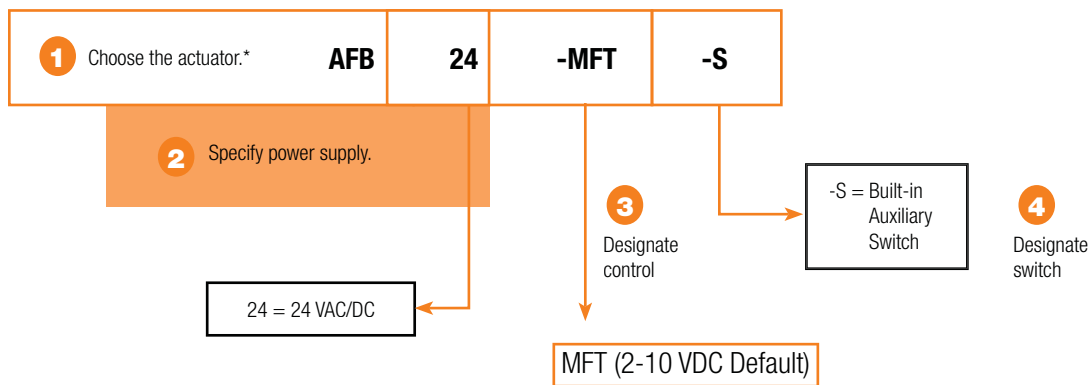 1 Choose the actuator.* AFB 24 -MFT -S
2 Specify power supply.
-S = Built-in
Auxiliary
Switch
3
Designate
control
4
Designate
switch
24 = 24 VAC/DC
MFT (2-10 VDC Default)